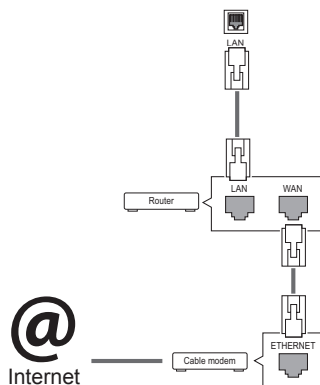 LAN
LAN WAN
Router
ETHERNET
@
Internet
Cable modem